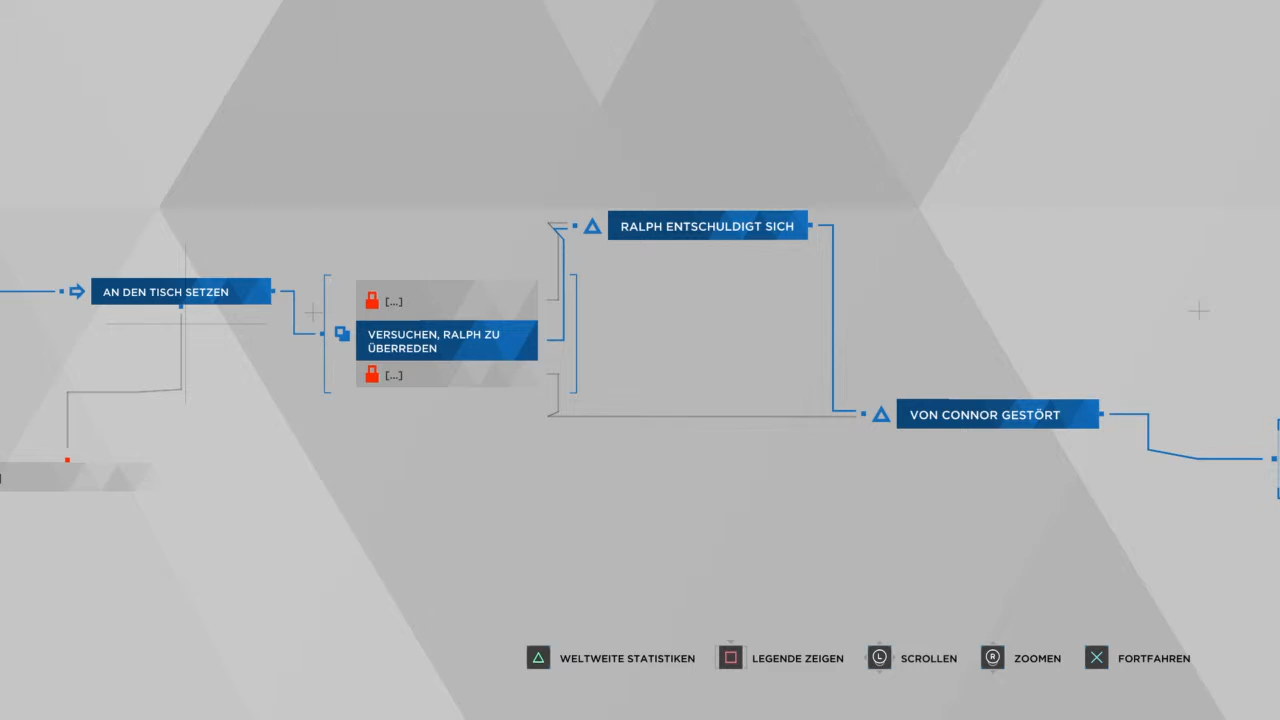 RALPH ENTSCHULDIGT SICH
AN DEN TISCH SETZEN
[...]
VERSUCHEN, RALPH ZU
ÜBERREDEN
[...]
VON CONNOR GESTÖRT
WELTWEITE STATISTIKEN
LEGENDE ZEIGEN
L
SCROLLEN
R
ZOOMEN
FORTFAHREN